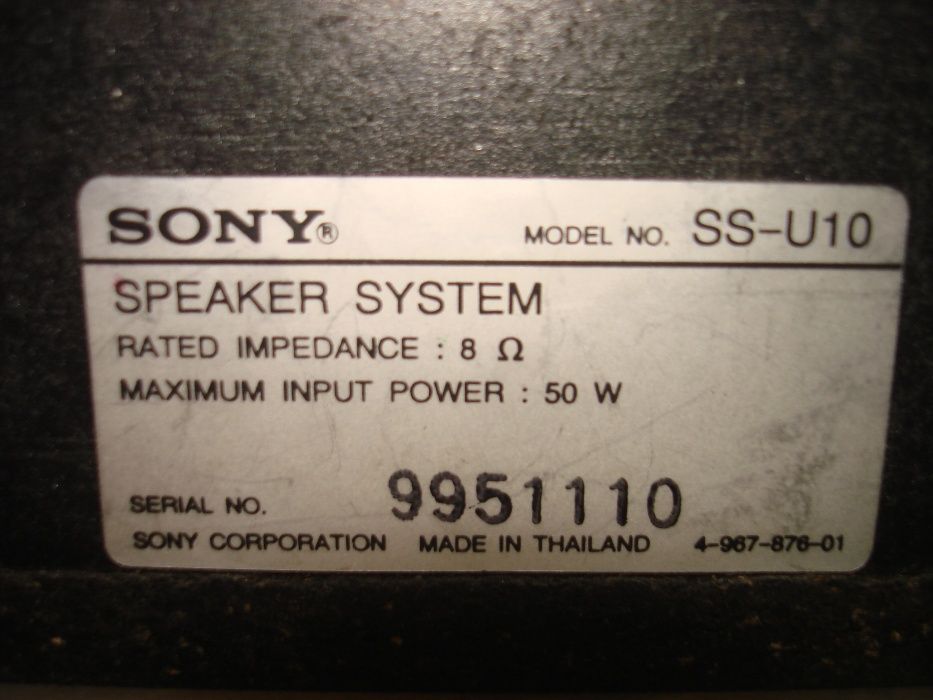 SONY® MODEL NO. SS-U10
SPEAKER SYSTEM
RATED IMPEDANCE : 8 Ω
MAXIMUM INPUT POWER : 50 W
SERIAL NO. 9951110
SONY CORPORATION MADE IN THAILAND 4-967-876-01